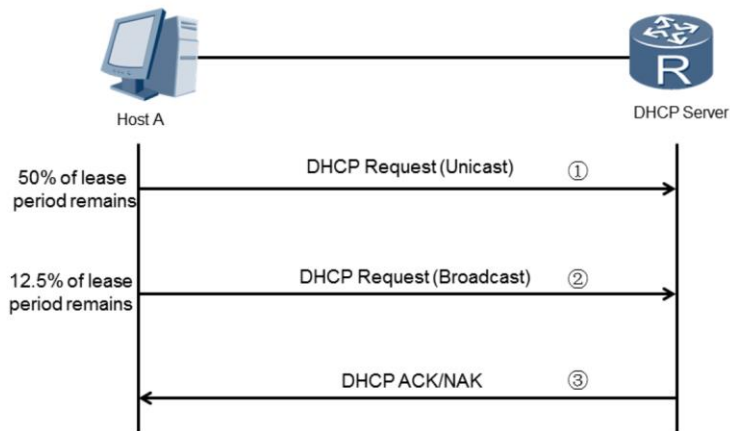 R
Host A
DHCP Server
50% of lease
period remains
DHCP Request (Unicast) ①
12.5% of lease
period remains
DHCP Request (Broadcast) ②
DHCP ACK/NAK ③